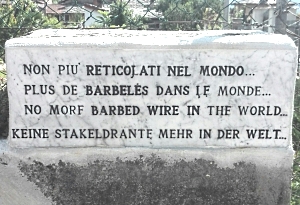 NON PIU' RETICOLATI NEL MONDO...
PLUS DE BARBELÈS DANS LE MONDE...
NO MORE BARBED WIRE IN THE WORLD...
KEINE STAKELDRANTE MEHR IN DER WELT...